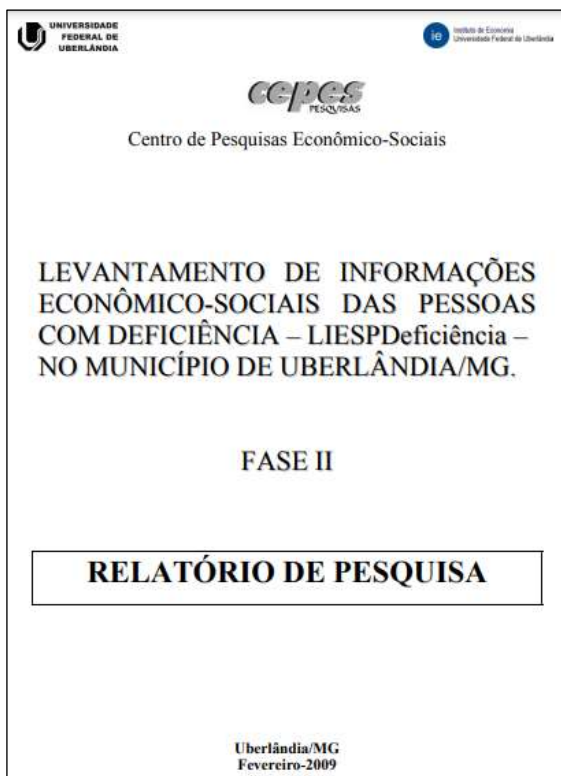 UNIVERSIDADE
FEDERAL DE
UBERLÂNDIA
ie
Instituto de Economia
Universidade Federal de Uberlândia
cepes
PESQUISAS
Centro de Pesquisas Econômico-Sociais
LEVANTAMENTO DE INFORMAÇÕES
ECONÔMICO-SOCIAIS DAS PESSOAS
COM DEFICIÊNCIA – LIESPDeficiência –
NO MUNICÍPIO DE UBERLÂNDIA/MG.
FASE II
RELATÓRIO DE PESQUISA
Uberlândia/MG
Fevereiro-2009